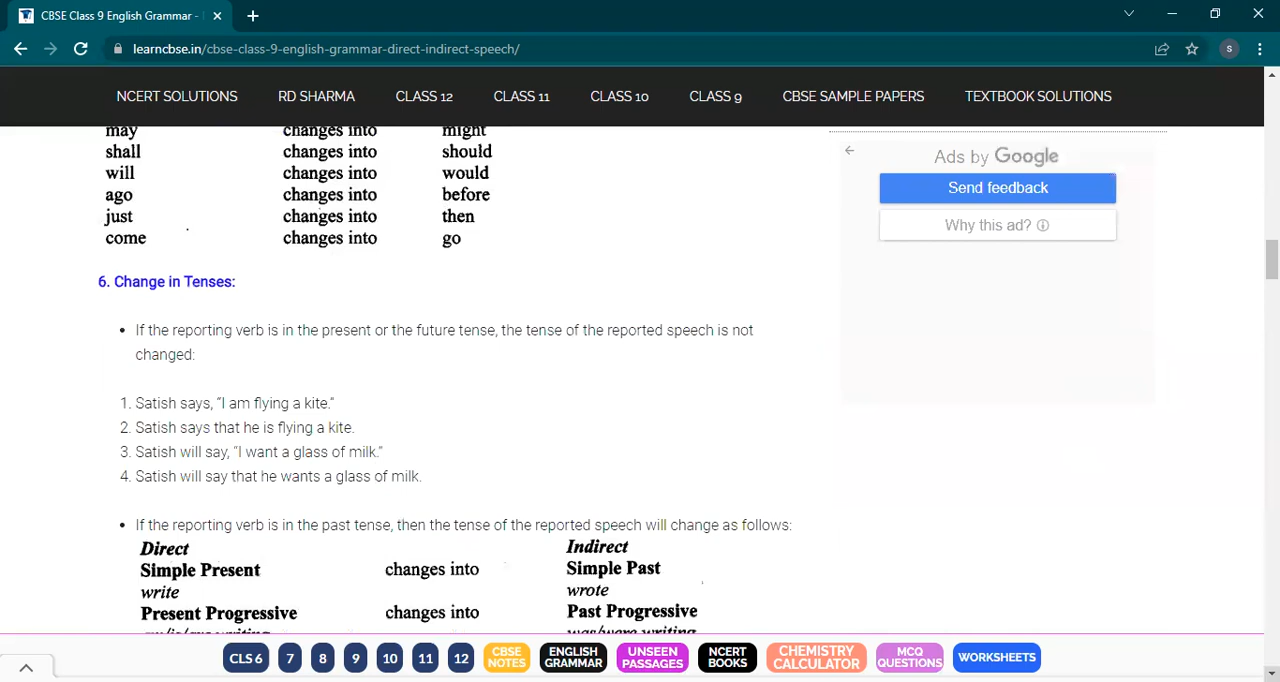 CBSE Class 9 English Grammar -
learncbse.in/cbse-class-9-english-grammar-direct-indirect-speech/
S
NCERT SOLUTIONS RD SHARMA CLASS 12 CLASS 11 CLASS 10 CLASS 9 CBSE SAMPLE PAPERS TEXTBOOK SOLUTIONS
may changes into might
shall changes into should
will changes into would
ago changes into before
just changes into then
come changes into go
Ads by Google
Send feedback
Why this ad?
6. Change in Tenses:
• If the reporting verb is in the present or the future tense, the tense of the reported speech is not
changed:
1. Satish says, “I am flying a kite.”
2. Satish says that he is flying a kite.
3. Satish will say, “I want a glass of milk.”
4. Satish will say that he wants a glass of milk.
• If the reporting verb is in the past tense, then the tense of the reported speech will change as follows:
Direct Indirect
Simple Present changes into Simple Past
write wrote
Present Progressive changes into Past Progressive
am/is/are writing was/were writing
CLS 6 7 8 9 10 11 12 CBSE NOTES ENGLISH GRAMMAR UNSEEN PASSAGES NCERT BOOKS CHEMISTRY CALCULATOR MCQ QUESTIONS WORKSHEETS